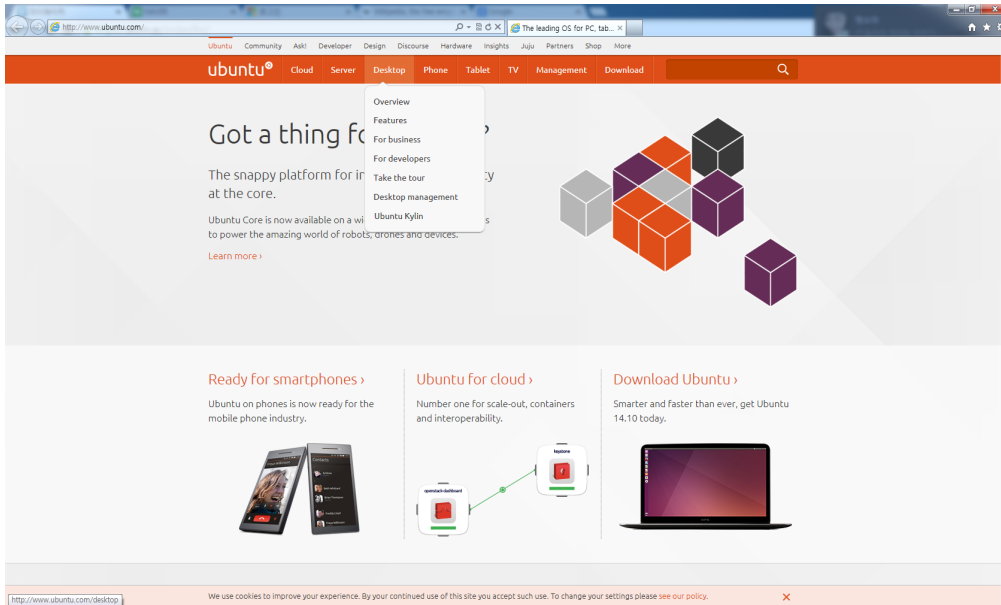 http://www.ubuntu.com/
The leading OS for PC, tab...
Ubuntu Community Ask! Developer Design Discourse Hardware Insights Juju Partners Shop More
ubuntu Cloud Server Desktop Phone Tablet TV Management Download
Overview
Features
For business
For developers
Take the tour
Desktop management
Ubuntu Kylin
Got a thing
?
The snappy platform for
at the core.
Ubuntu Core is now available on a
to power the amazing world of robots, drones and devices.
Learn more ›
Ready for smartphones ›
Ubuntu on phones is now ready for the
mobile phone industry.
Contacts
Ubuntu for cloud ›
Number one for scale-out, containers
and interoperability.
keystone
openstack-dashboard
Download Ubuntu ›
Smarter and faster than ever, get Ubuntu
14.10 today.
We use cookies to improve your experience. By your continued use of this site you accept such use. To change your settings please see our policy.
http://www.ubuntu.com/desktop